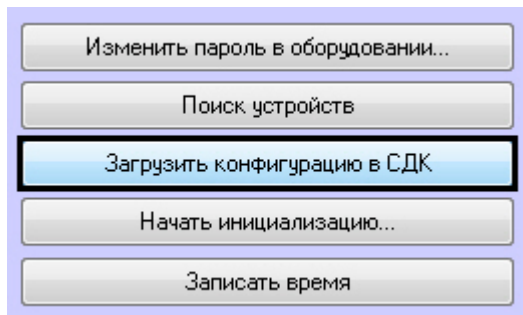 Изменить пароль в оборудовании...
Поиск устройств
Загрузить конфигурацию в СДК
Начать инициализацию...
Записать время